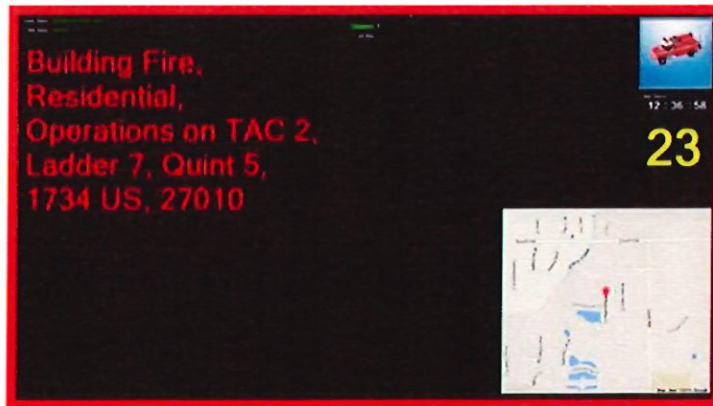 Building Fire,
Residential,
Operations on TAC 2,
Ladder 7, Quint 5,
1734 US, 27010
12 : 36 : 58
23